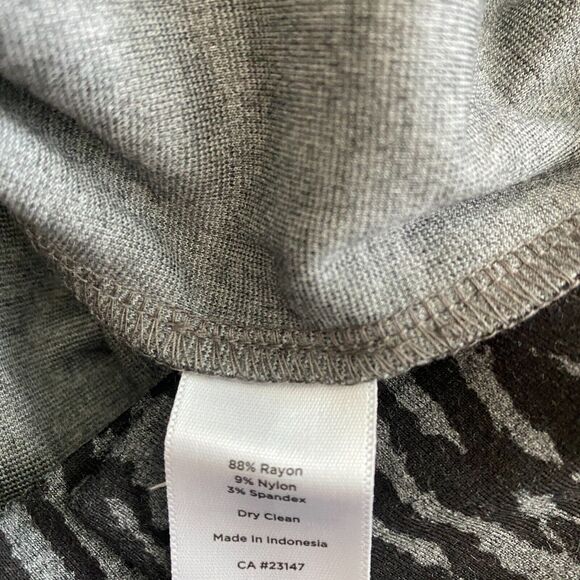 88% Rayon
9% Nylon
3% Spandex
Dry Clean
Made in Indonesia
CA #23147